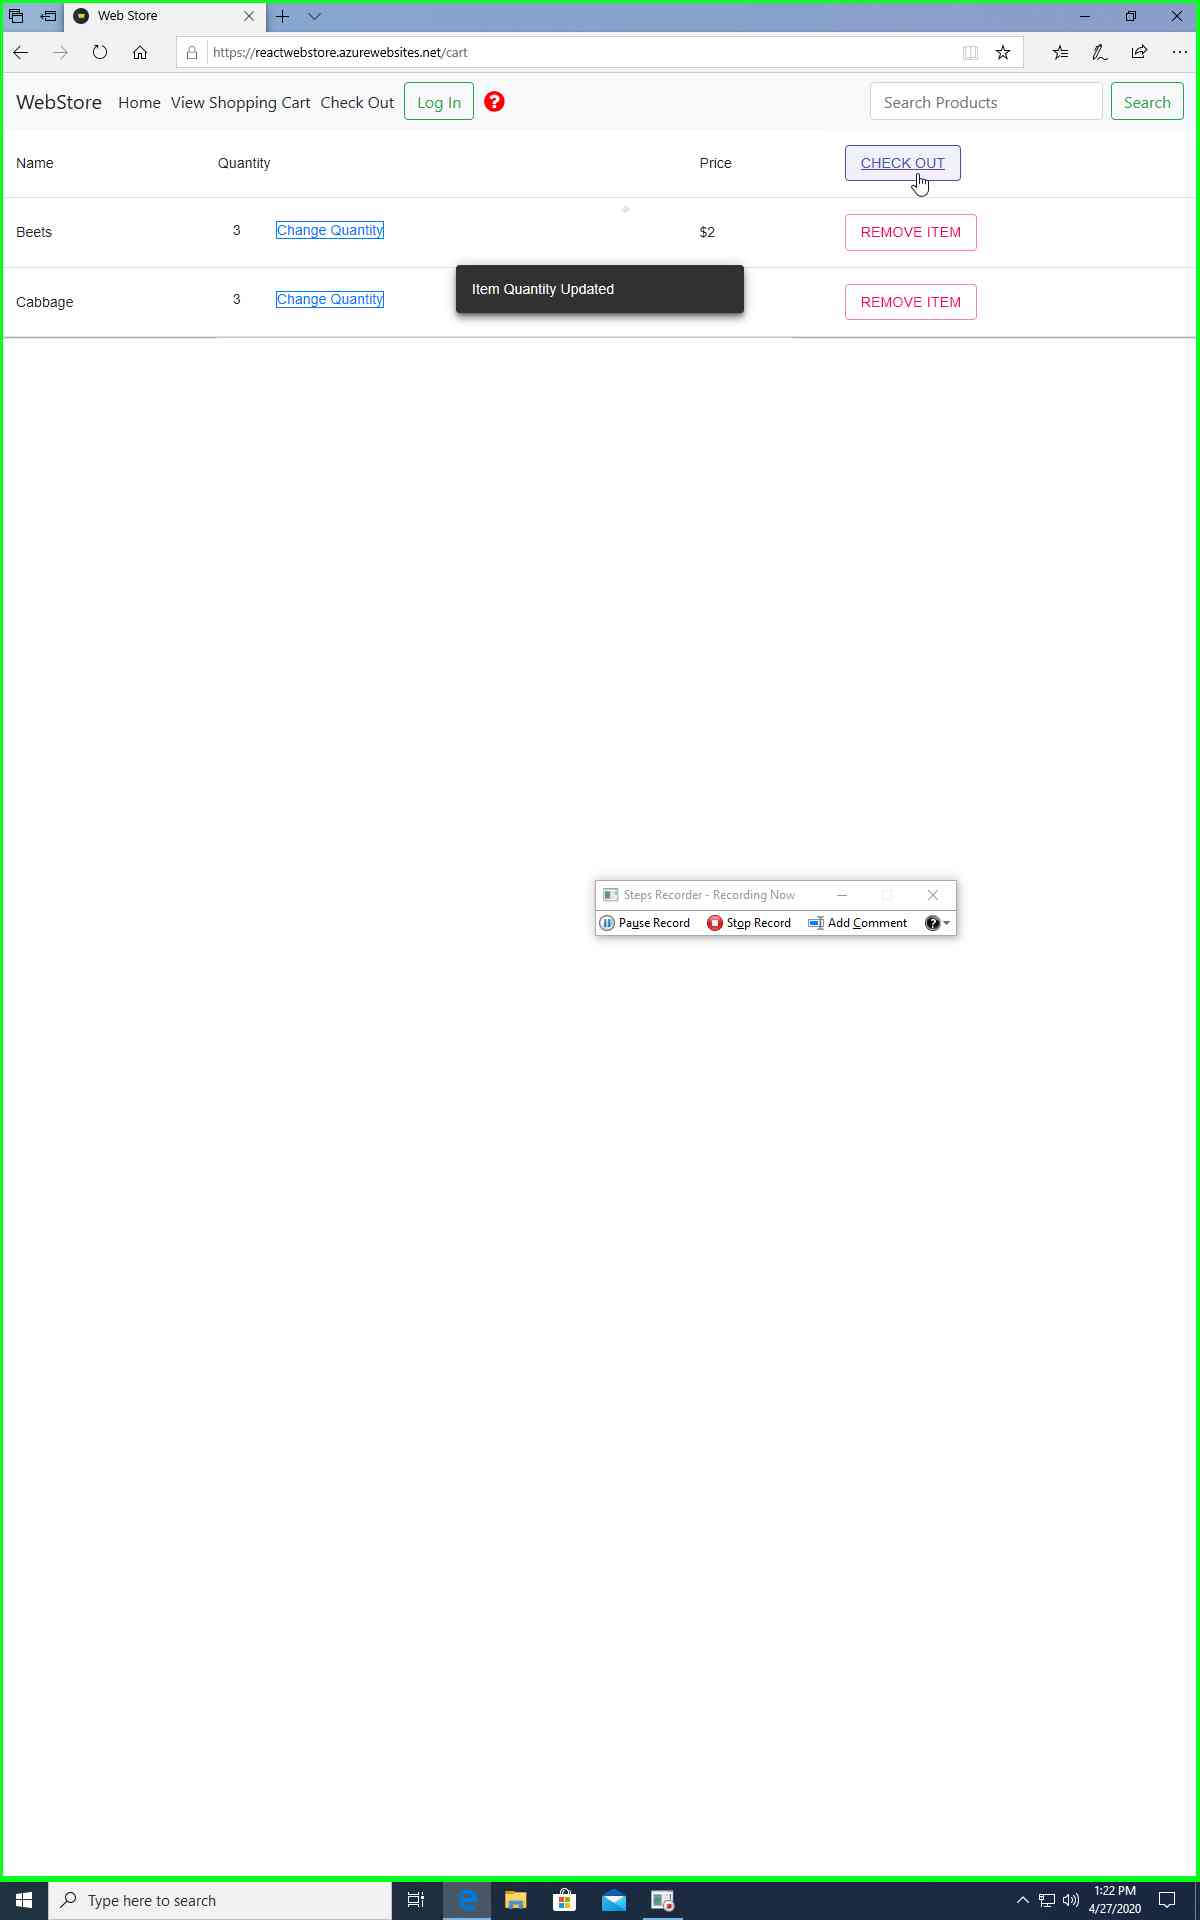 Web Store
https://reactwebstore.azurewebsites.net/cart
WebStore Home View Shopping Cart Check Out Log In ? Search Products Search
Name Quantity Price CHECK OUT
Beets 3 Change Quantity $2 REMOVE ITEM
Cabbage 3 Change Quantity REMOVE ITEM
Item Quantity Updated
Steps Recorder - Recording Now
Pause Record Stop Record Add Comment ?
Type here to search
1:22 PM
4/27/2020